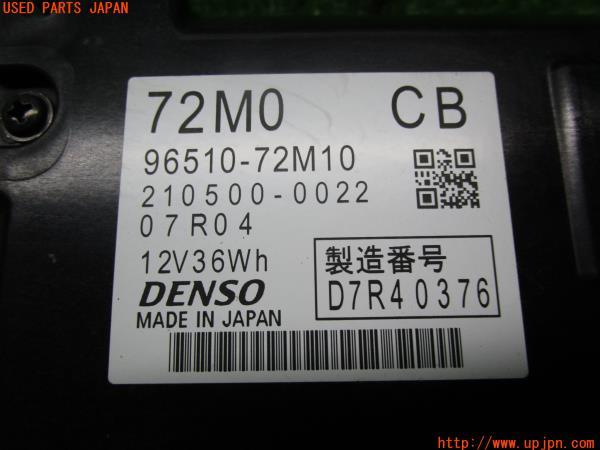 USED PARTS JAPAN
72M0 CB
96510-72M10
210500-0022
07R04
12V36Wh
DENSO
MADE IN JAPAN
製造番号
D7R40376
http://www.upjpn.com/